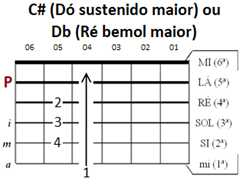 C# (Dó sustenido maior) ou
Db (Ré bemol maior)
06 05 04 03 02 01
MI (6ª)
P LÁ (5ª)
2 RÉ (4ª)
i 3 SOL (3ª)
m 4 SI (2ª)
a 1 mi (1ª)